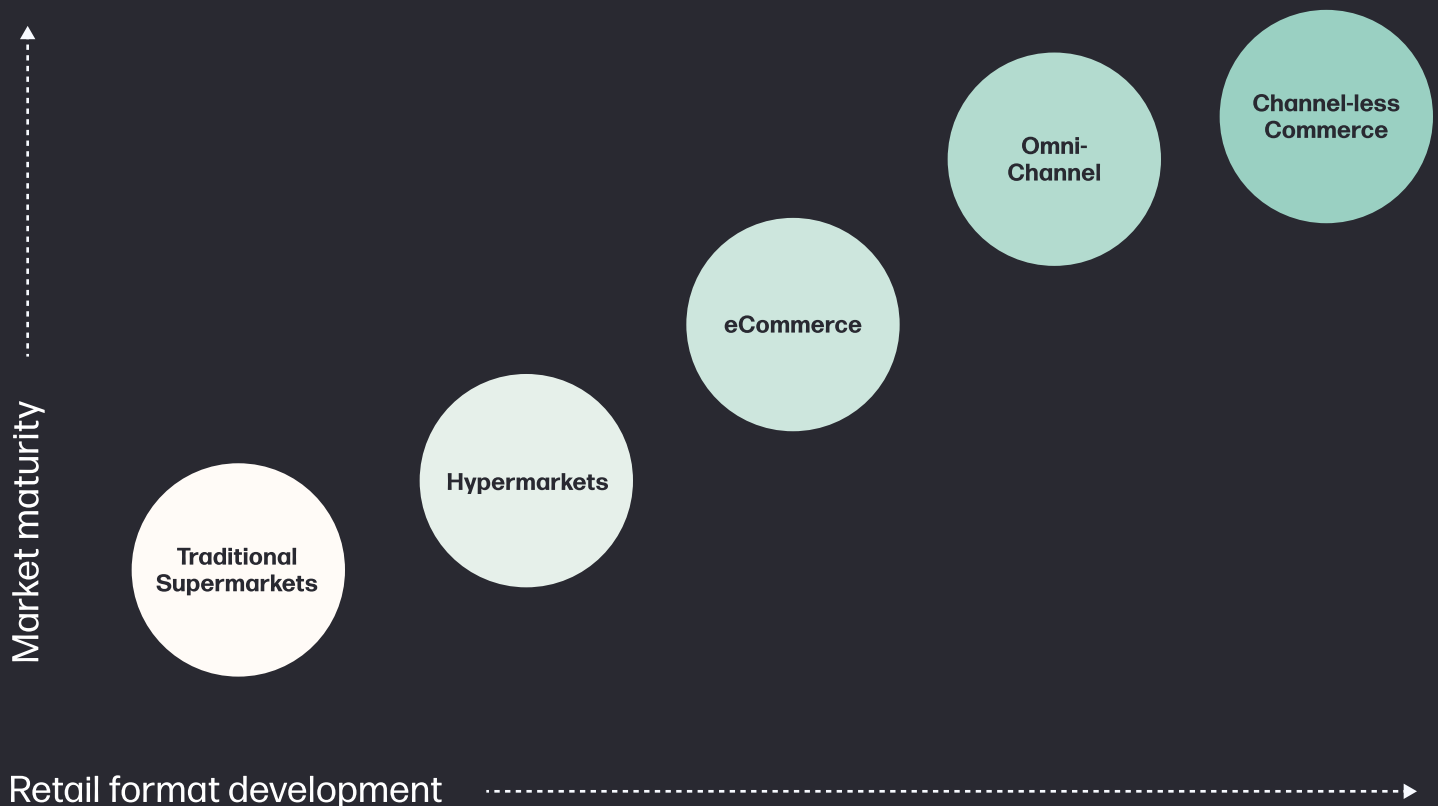 Channel-less
Commerce
Omni-
Channel
eCommerce
Hypermarkets
Traditional
Supermarkets
Market maturity
Retail format development